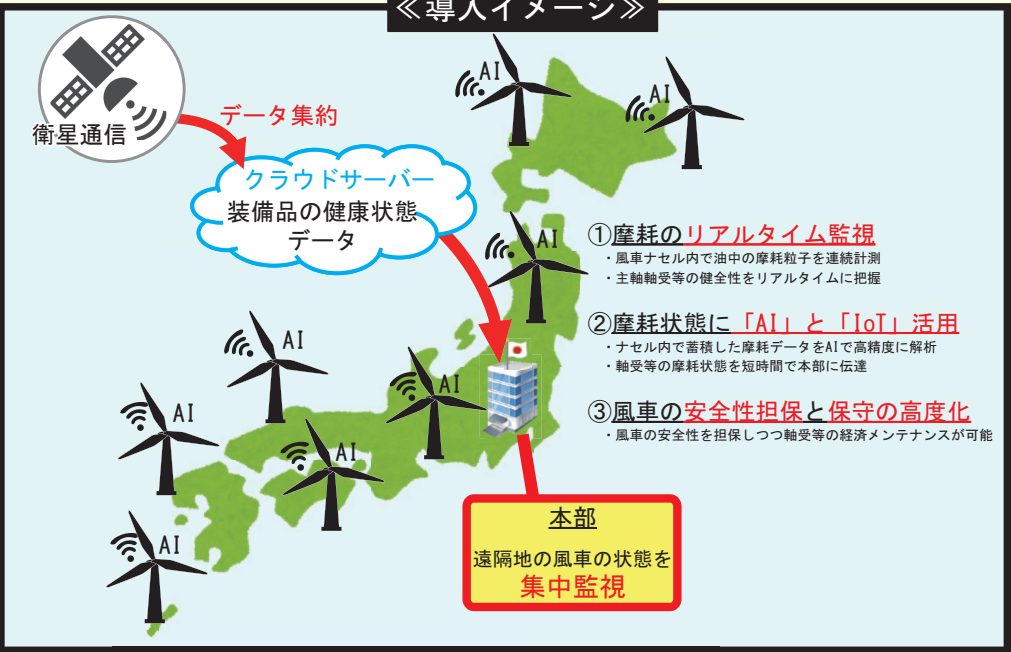 ≪導入イメージ≫
衛星通信
データ集約
クラウドサーバー
装備品の健康状態
データ
AI
AI
AI
AI
AI
AI
AI
AI
①摩耗のリアルタイム監視
・風車ナセル内で油中の摩耗粒子を連続計測
・主軸軸受等の健全性をリアルタイムに把握
②摩耗状態に「AI」と「IoT」活用
・ナセル内で蓄積した摩耗データをAIで高精度に解析
・軸受等の摩耗状態を短時間で本部に伝達
③風車の安全性担保と保守の高度化
・風車の安全性を担保しつつ軸受等の経済メンテナンスが可能
本部
遠隔地の風車の状態を
集中監視